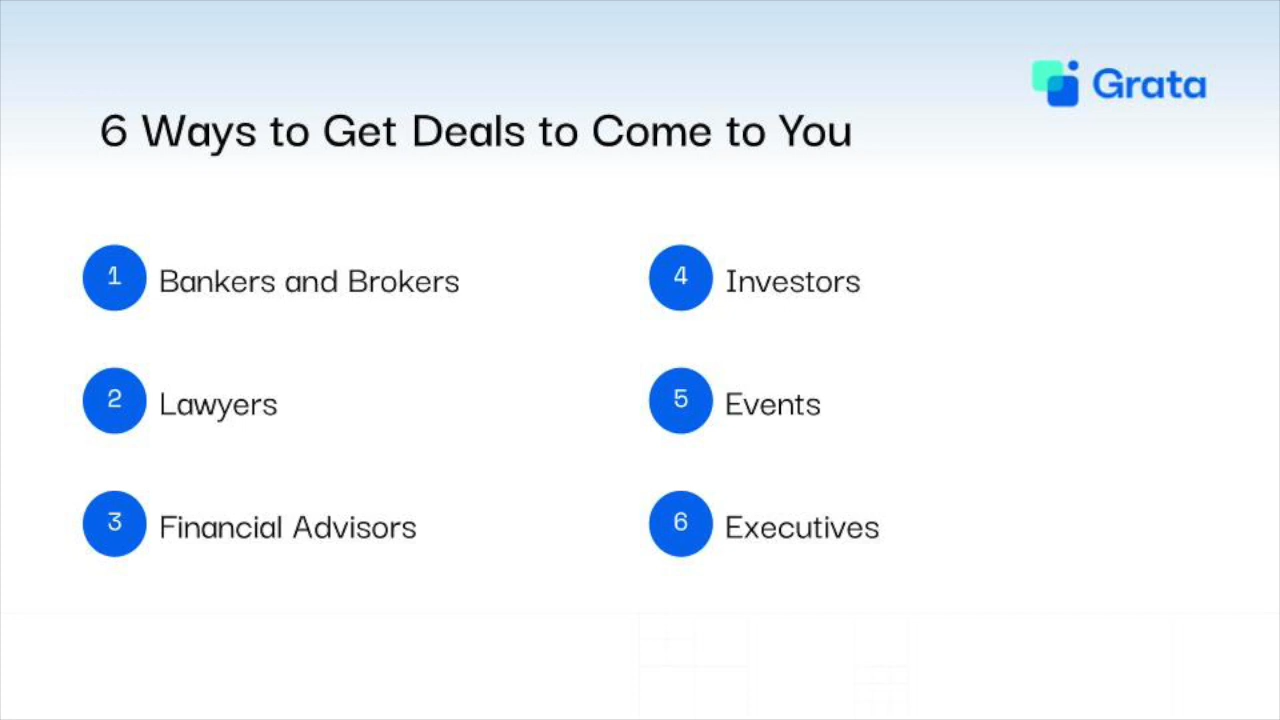 Grata
6 Ways to Get Deals to Come to You
1 Bankers and Brokers
2 Lawyers
3 Financial Advisors
4 Investors
5 Events
6 Executives